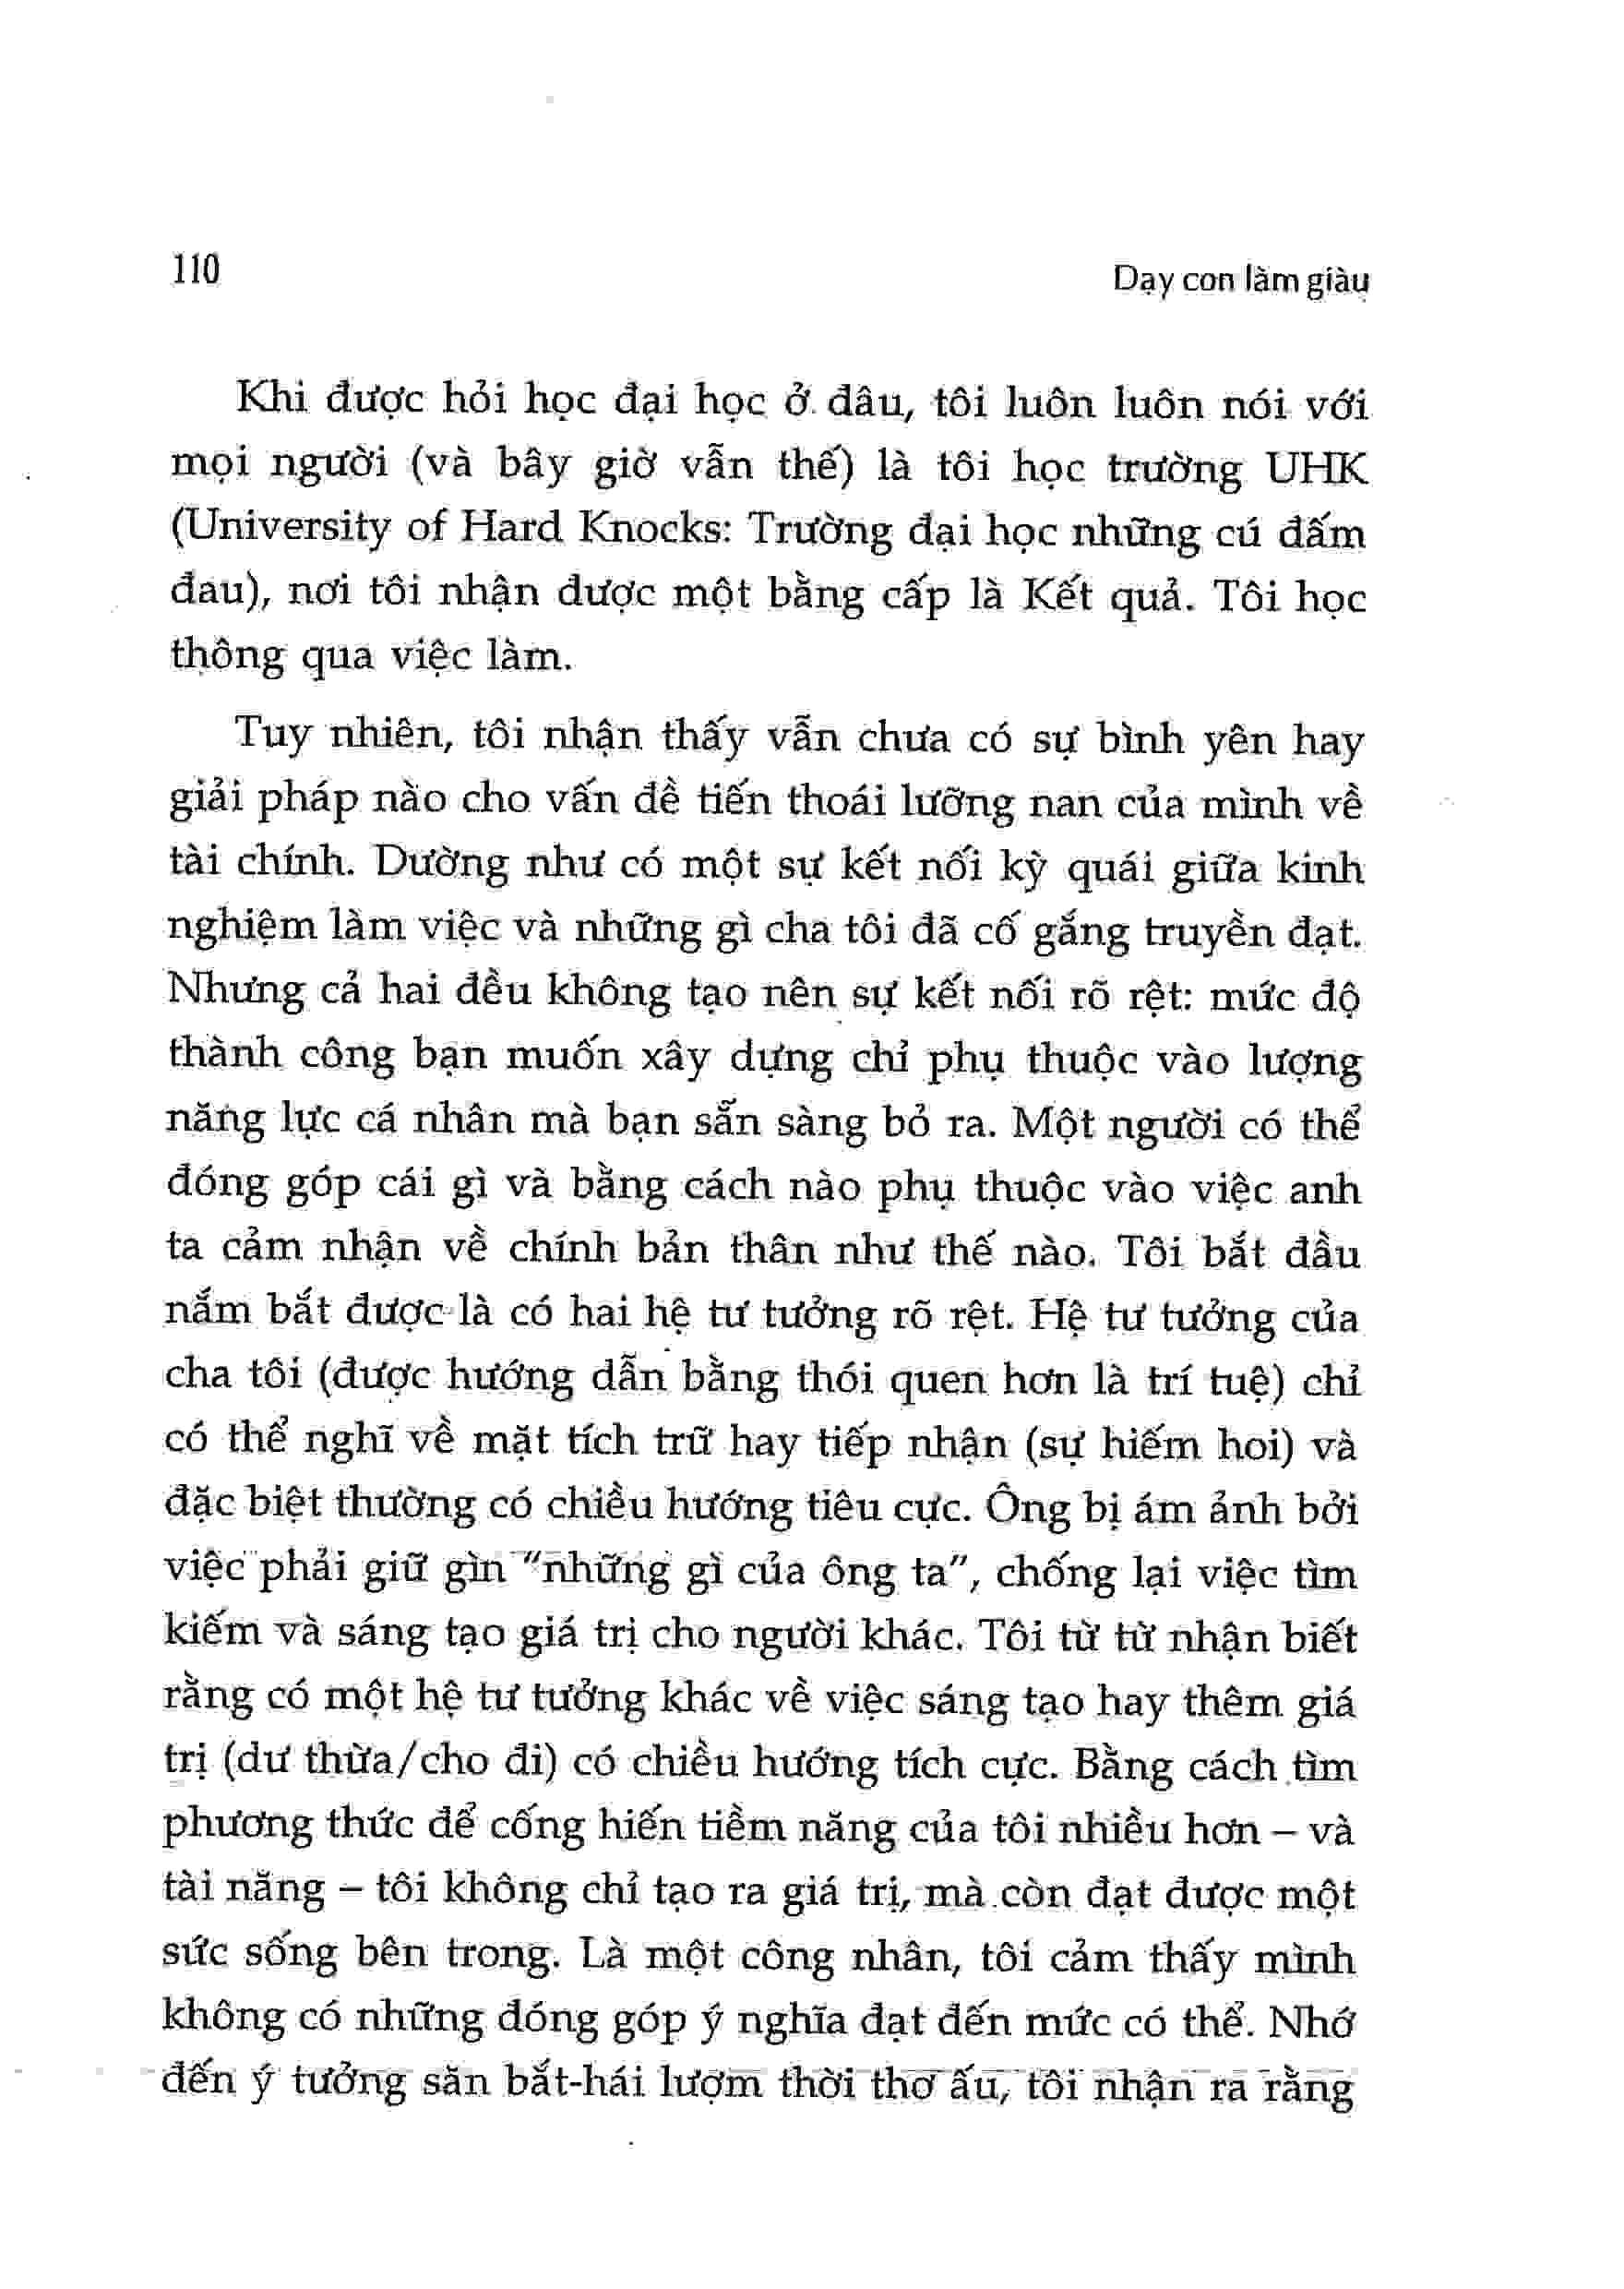 110
Dạy con làm giàu
Khi được hỏi học đại học ở đâu, tôi luôn luôn nói với
mọi người (và bây giờ vẫn thế) là tôi học trường UHK
(University of Hard Knocks: Trường đại học những cú đấm
đau), nơi tôi nhận được một bằng cấp là Kết quả. Tôi học
thông qua việc làm.
Tuy nhiên, tôi nhận thấy vẫn chưa có sự bình yên hay
giải pháp nào cho vấn đề tiến thoái lưỡng nan của mình về
tài chính. Dường như có một sự kết nối kỳ quái giữa kinh
nghiệm làm việc và những gì cha tôi đã cố gắng truyền đạt.
Nhưng cả hai đều không tạo nên sự kết nối rõ rệt: mức độ
thành công bạn muốn xây dựng chỉ phụ thuộc vào lượng
năng lực cá nhân mà bạn sẵn sàng bỏ ra. Một người có thể
đóng góp cái gì và bằng cách nào phụ thuộc vào việc anh
ta cảm nhận về chính bản thân như thế nào. Tôi bắt đầu
nắm bắt được là có hai hệ tư tưởng rõ rệt. Hệ tư tưởng của
cha tôi (được hướng dẫn bằng thói quen hơn là trí tuệ) chỉ
có thể nghĩ về mặt tích trữ hay tiếp nhận (sự hiếm hoi) và
đặc biệt thường có chiều hướng tiêu cực. Ông bị ám ảnh bởi
việc phải giữ gìn "những gì của ông ta", chống lại việc tìm
kiếm và sáng tạo giá trị cho người khác. Tôi từ từ nhận biết
rằng có một hệ tư tưởng khác về việc sáng tạo hay thêm giá
trị (dư thừa/cho đi) có chiều hướng tích cực. Bằng cách tìm
phương thức để cống hiến tiềm năng của tôi nhiều hơn – và
tài năng – tôi không chỉ tạo ra giá trị, mà còn đạt được một
sức sống bên trong. Là một công nhân, tôi cảm thấy mình
không có những đóng góp ý nghĩa đạt đến mức có thể. Nhớ
đến ý tưởng săn bắt-hái lượm thời thơ ấu, tôi nhận ra rằng